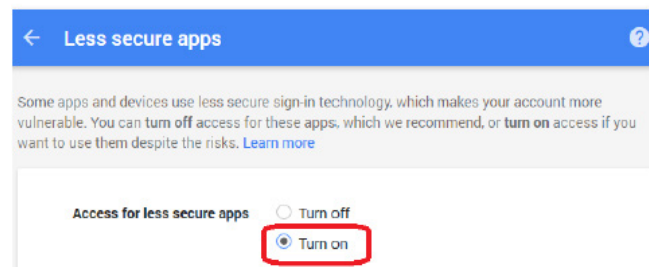 Less secure apps
Some apps and devices use less secure sign-in technology, which makes your account more
vulnerable. You can turn off access for these apps, which we recommend, or turn on access if you
want to use them despite the risks. Learn more
Access for less secure apps
Turn off
Turn on